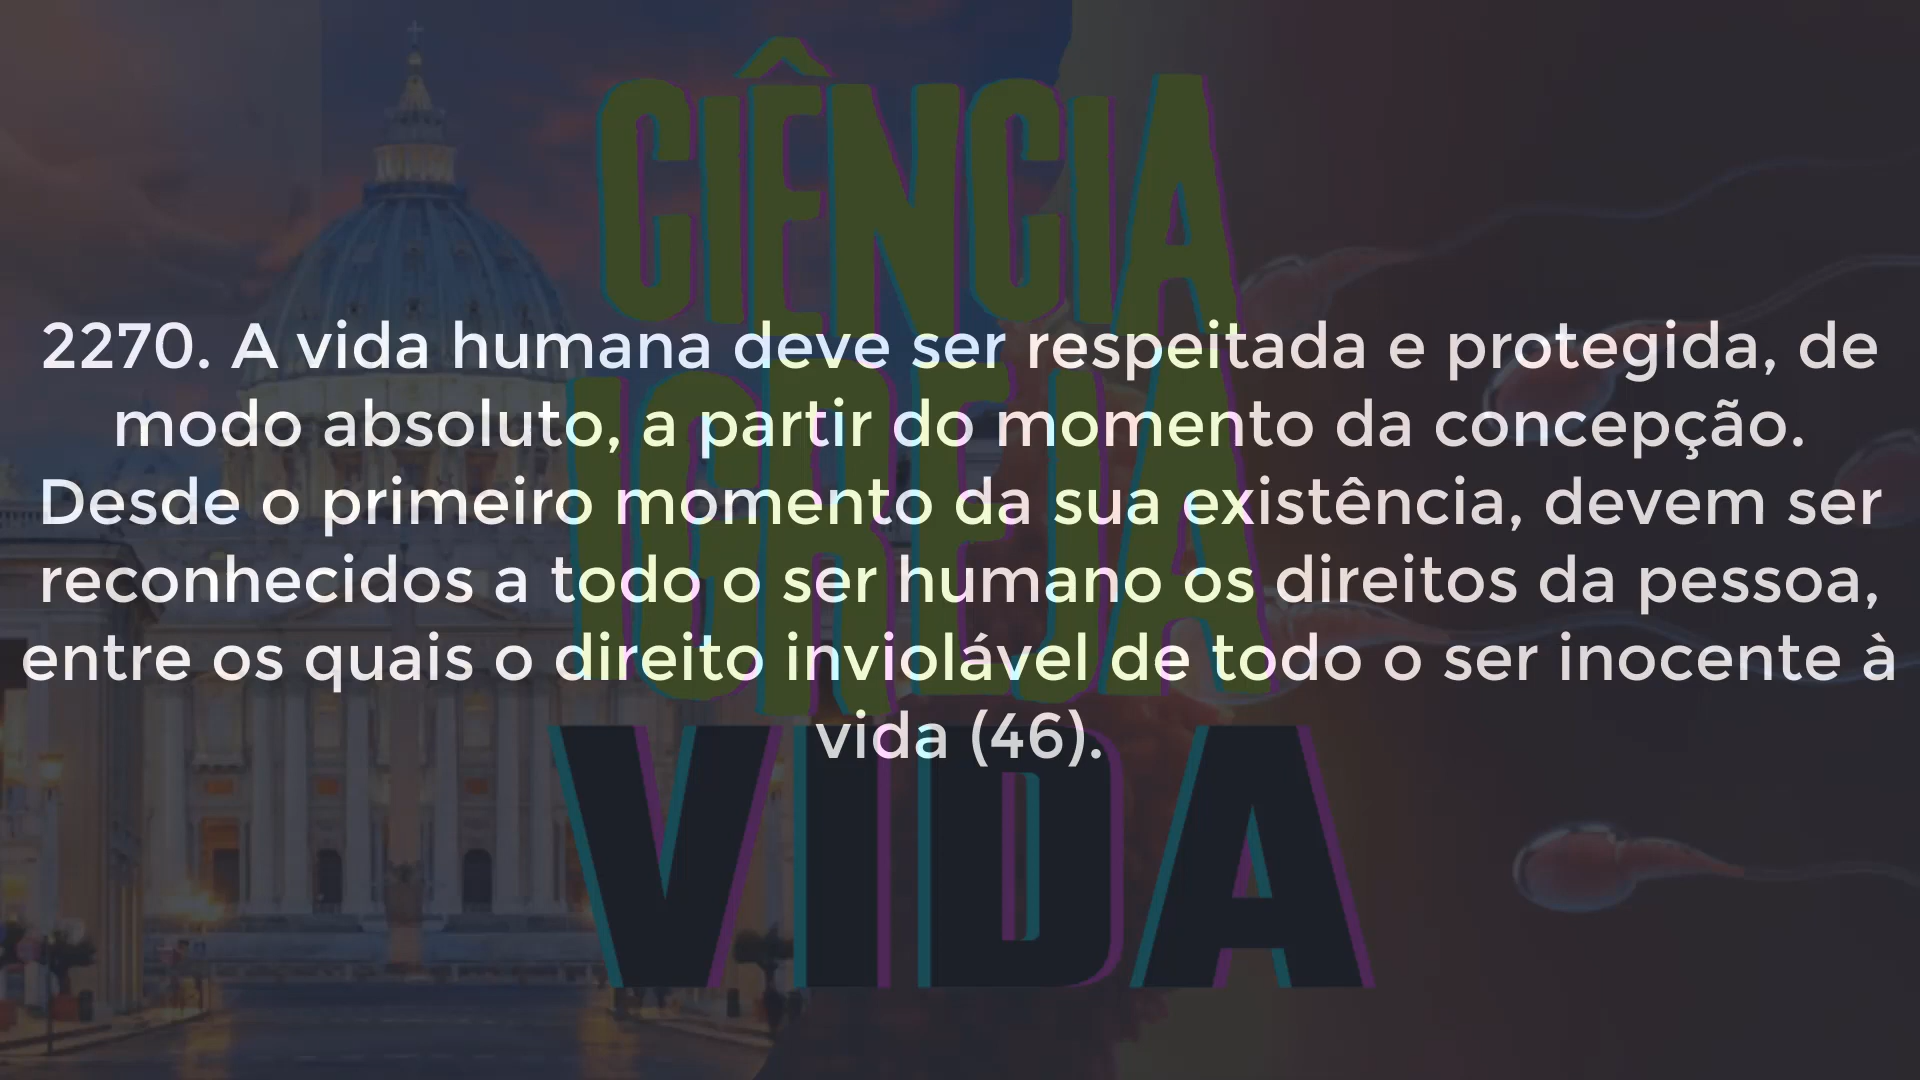 CIÊNCIA
IGREJA
VIDA
2270. A vida humana deve ser respeitada e protegida, de
modo absoluto, a partir do momento da concepção.
Desde o primeiro momento da sua existência, devem ser
reconhecidos a todo o ser humano os direitos da pessoa,
entre os quais o direito inviolável de todo o ser inocente à
vida (46).